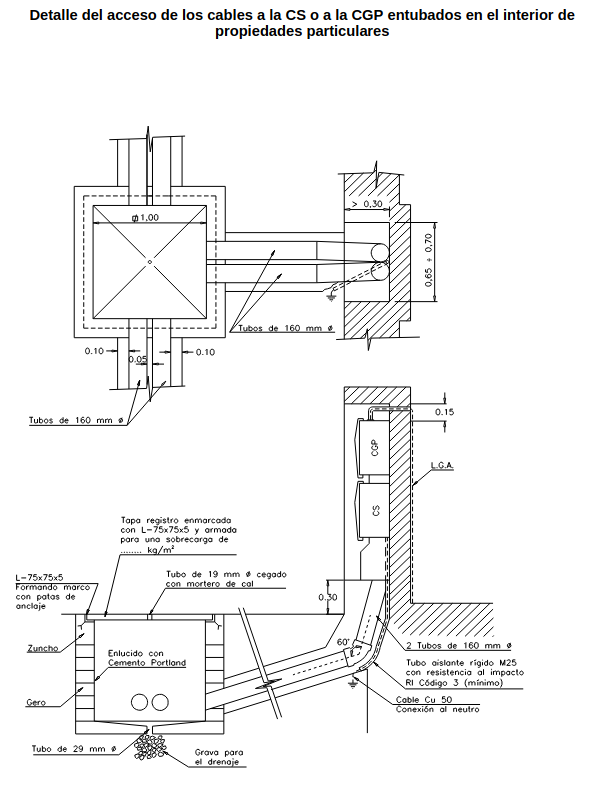 Detalle del acceso de los cables a la CS o a la CGP entubados en el interior de
propiedades particulares
1,00
> 0,30
0,65 ÷ 0,70
Tubos de 160 mm ø
0.10
0.05
0.10
Tubos de 160 mm ø
0.15
CGP
L.G.A.
CS
Tapa registro enmarcada
con L-75x75x5 y armada
para una sobrecarga de
........ kg/m²
L-75x75x5
Formando marco
con patas de
anclaje
Tubo de 19 mm ø cegado
con mortero de cal
0.30
Zuncho
Enlucido con
Cemento Portland
60°
2 Tubos de 160 mm ø
Tubo aislante rígido M25
con resistencia al impacto
RI Código 3 (mínimo)
Gero
Cable Cu 50
Conexión al neutro
Tubo de 29 mm ø
Grava para
el drenaje